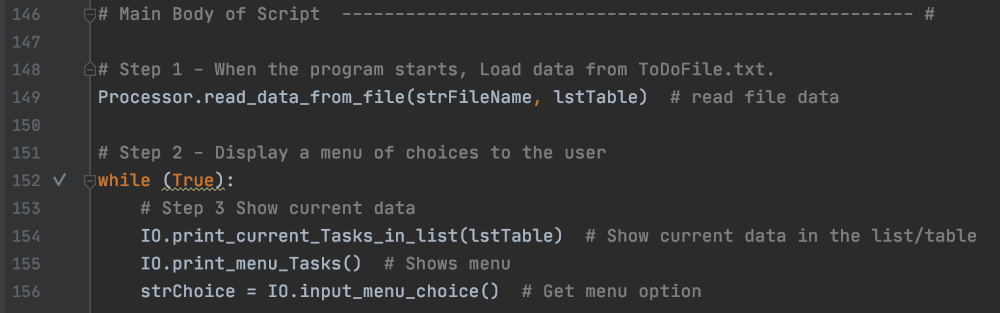 146 # Main Body of Script  ------------------------------------------------------ #
147
148 # Step 1 - When the program starts, Load data from ToDoFile.txt.
149 Processor.read_data_from_file(strFileName, lstTable)  # read file data
150
151 # Step 2 - Display a menu of choices to the user
152 while (True):
153     # Step 3 Show current data
154     IO.print_current_Tasks_in_list(lstTable)  # Show current data in the list/table
155     IO.print_menu_Tasks()  # Shows menu
156     strChoice = IO.input_menu_choice()  # Get menu option